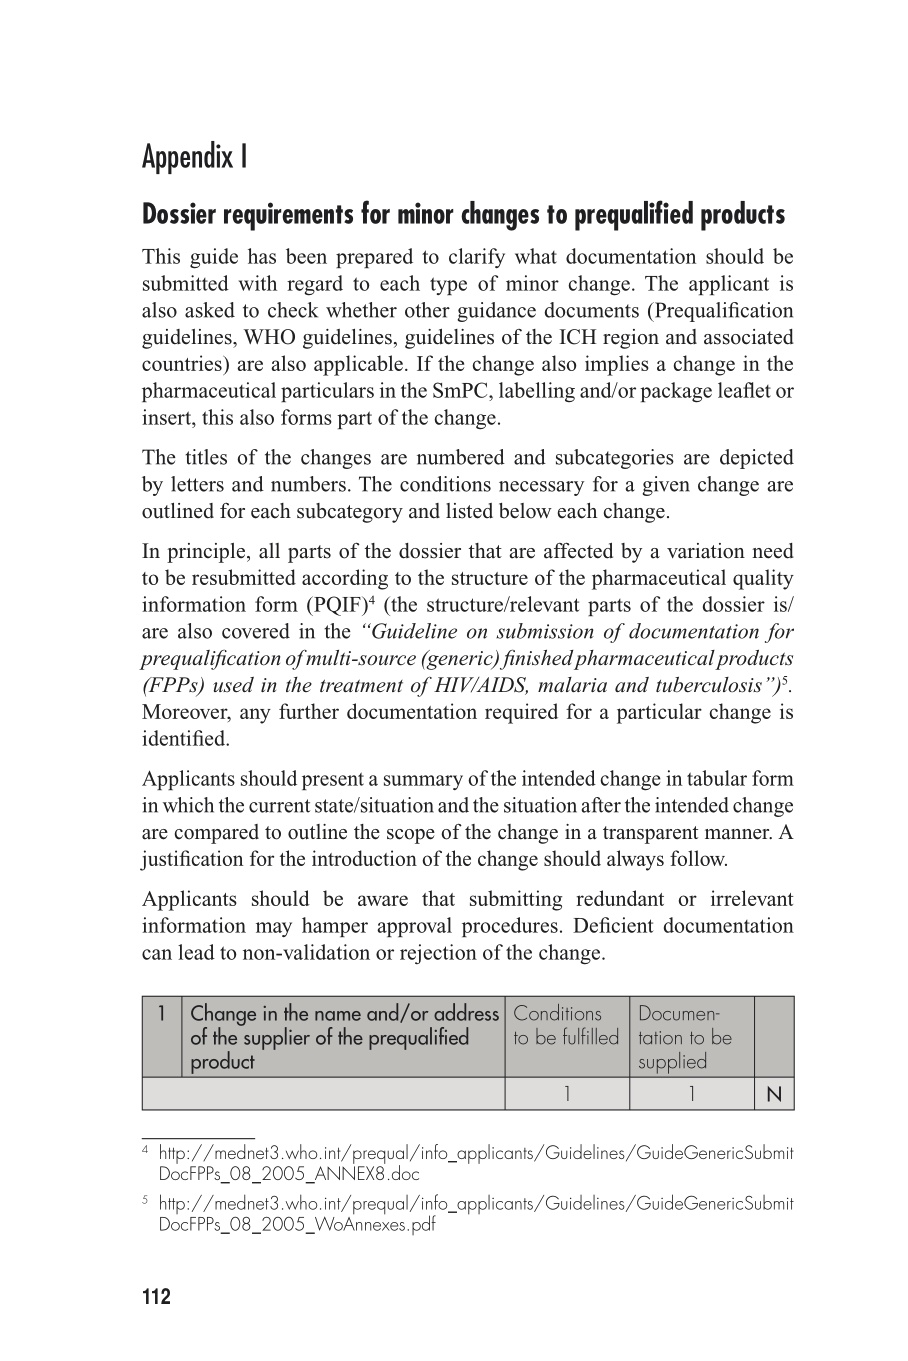 Appendix I
Dossier requirements for minor changes to prequalified products
This guide has been prepared to clarify what documentation should be
submitted with regard to each type of minor change. The applicant is
also asked to check whether other guidance documents (Prequalification
guidelines, WHO guidelines, guidelines of the ICH region and associated
countries) are also applicable. If the change also implies a change in the
pharmaceutical particulars in the SmPC, labelling and/or package leaflet or
insert, this also forms part of the change.
The titles of the changes are numbered and subcategories are depicted
by letters and numbers. The conditions necessary for a given change are
outlined for each subcategory and listed below each change.
In principle, all parts of the dossier that are affected by a variation need
to be resubmitted according to the structure of the pharmaceutical quality
information form (PQIF)⁴ (the structure/relevant parts of the dossier is/
are also covered in the “Guideline on submission of documentation for
prequalification of multi-source (generic) finished pharmaceutical products
(FPPs) used in the treatment of HIV/AIDS, malaria and tuberculosis”)⁵.
Moreover, any further documentation required for a particular change is
identified.
Applicants should present a summary of the intended change in tabular form
in which the current state/situation and the situation after the intended change
are compared to outline the scope of the change in a transparent manner. A
justification for the introduction of the change should always follow.
Applicants should be aware that submitting redundant or irrelevant
information may hamper approval procedures. Deficient documentation
can lead to non-validation or rejection of the change.
1 Change in the name and/or address Conditions Documen-
of the supplier of the prequalified to be fulfilled tation to be
product supplied
1 1 N
⁴ http://mednet3.who.int/prequal/info_applicants/Guidelines/GuideGenericSubmit
DocFPPs_08_2005_ANNEX8.doc
⁵ http://mednet3.who.int/prequal/info_applicants/Guidelines/GuideGenericSubmit
DocFPPs_08_2005_WoAnnexes.pdf
112